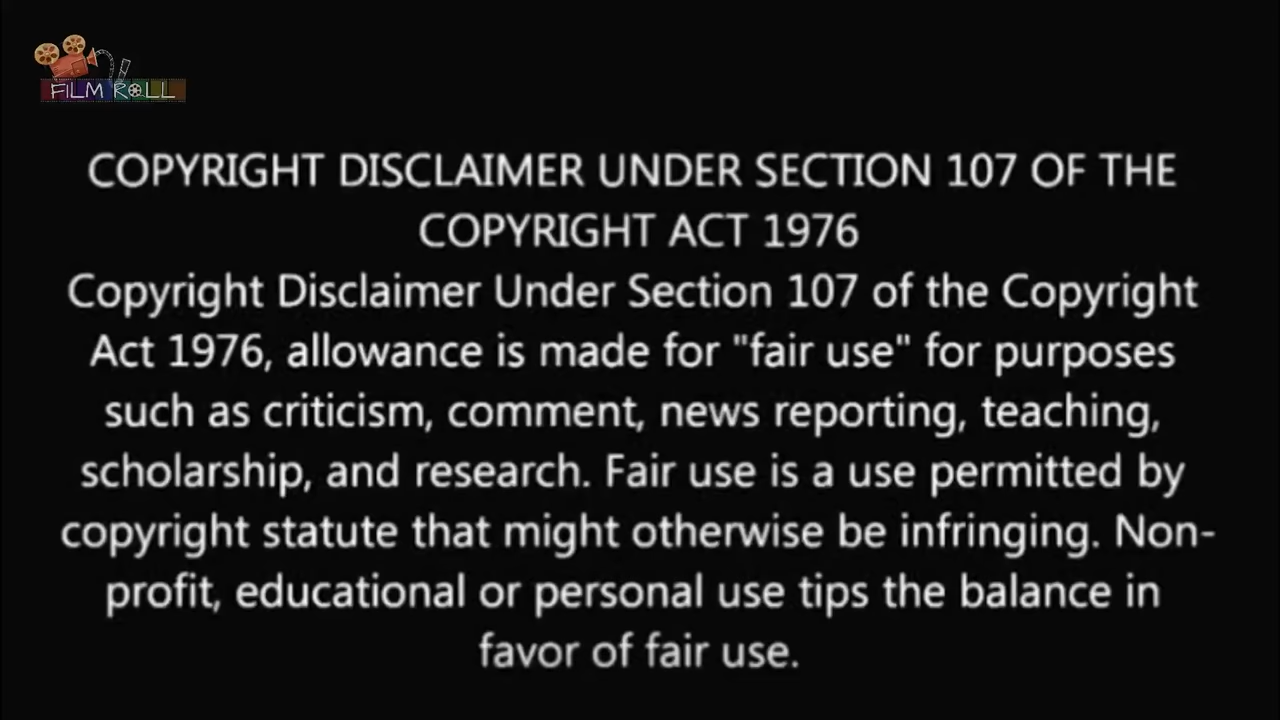 FILM ROLL
COPYRIGHT DISCLAIMER UNDER SECTION 107 OF THE
COPYRIGHT ACT 1976
Copyright Disclaimer Under Section 107 of the Copyright
Act 1976, allowance is made for "fair use" for purposes
such as criticism, comment, news reporting, teaching,
scholarship, and research. Fair use is a use permitted by
copyright statute that might otherwise be infringing. Non-
profit, educational or personal use tips the balance in
favor of fair use.